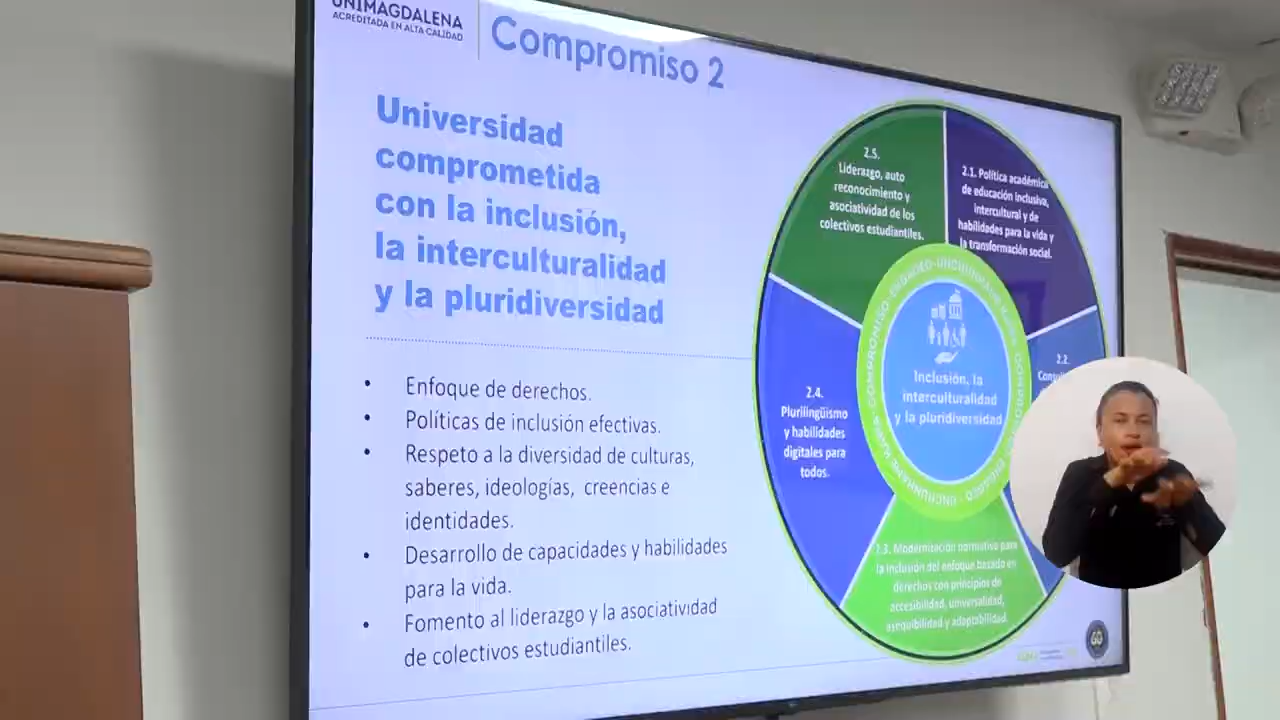 UNIMAGDALENA
ACREDITADA EN ALTA CALIDAD
Compromiso 2
Universidad
comprometida
con la inclusión,
la interculturalidad
y la pluridiversidad
• Enfoque de derechos.
• Políticas de inclusión efectivas.
• Respeto a la diversidad de culturas,
saberes, ideologías, creencias e
identidades.
• Desarrollo de capacidades y habilidades
para la vida.
• Fomento al liderazgo y la asociatividad
de colectivos estudiantiles.
2.5.
Liderazgo, auto
reconocimiento y
asociatividad de los
colectivos estudiantiles.
2.1. Política académica
de educación inclusiva,
intercultural y de
habilidades para la vida y
la transformación social.
2.2.
2.4.
Plurilingüismo
y habilidades
digitales para
todos.
Inclusión, la
interculturalidad
y la pluridiversidad
2.3. Modernización normativo para
la inclusión del enfoque basado en
derechos con principios de
accesibilidad, universalidad,
asequibilidad y adaptabilidad.